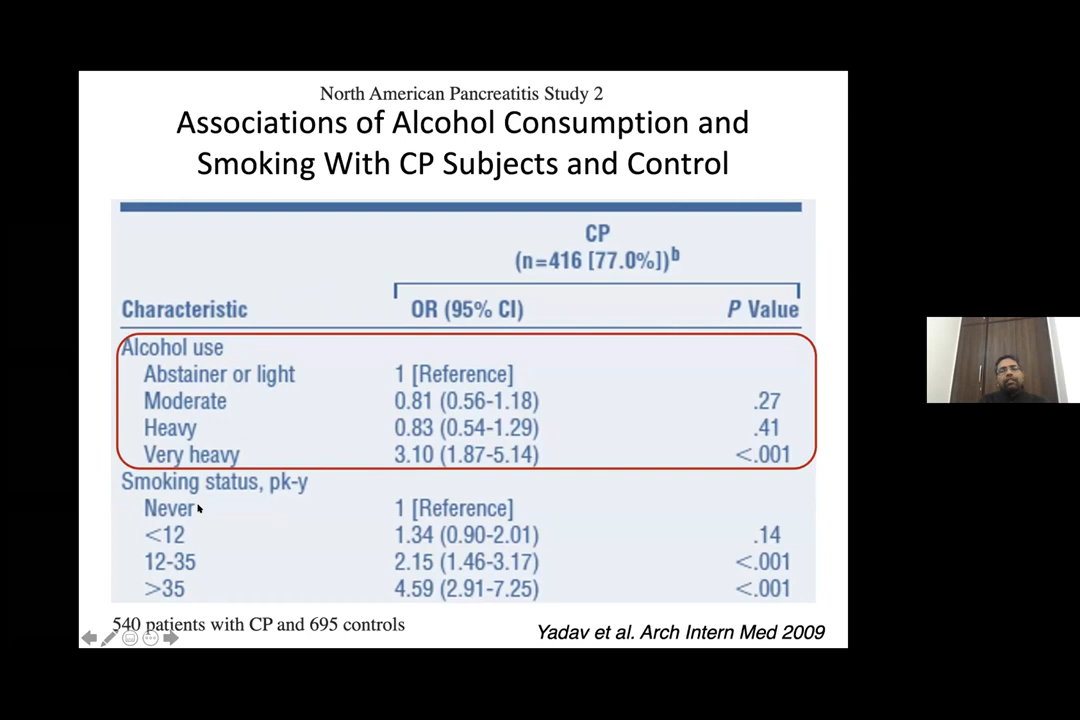 North American Pancreatitis Study 2
Associations of Alcohol Consumption and
Smoking With CP Subjects and Control
CP
(n=416 [77.0%])b
Characteristic OR (95% CI) P Value
Alcohol use
Abstainer or light 1 [Reference]
Moderate 0.81 (0.56-1.18) .27
Heavy 0.83 (0.54-1.29) .41
Very heavy 3.10 (1.87-5.14) <.001
Smoking status, pk-y
Never 1 [Reference]
<12 1.34 (0.90-2.01) .14
12-35 2.15 (1.46-3.17) <.001
>35 4.59 (2.91-7.25) <.001
540 patients with CP and 695 controls
Yadav et al. Arch Intern Med 2009